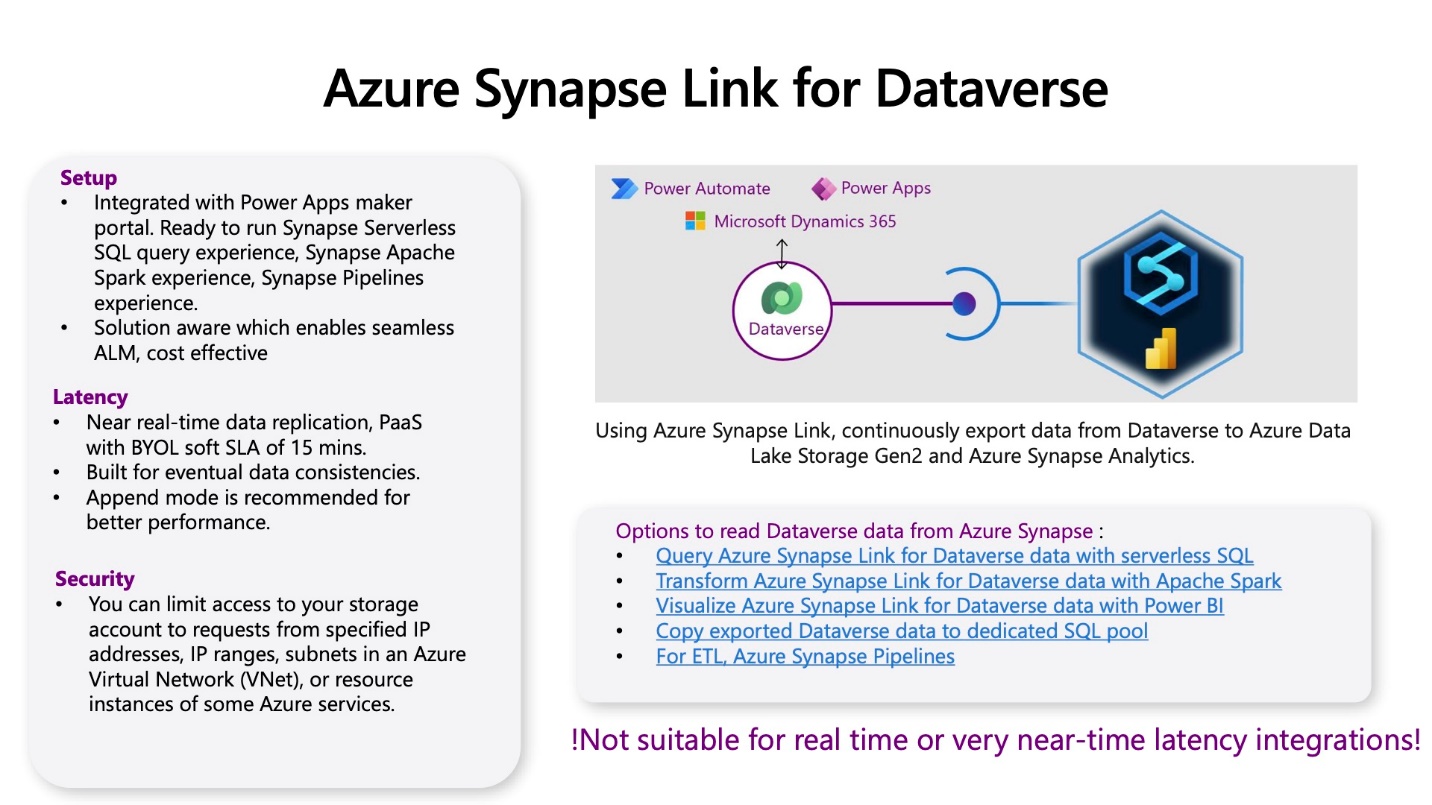 Azure Synapse Link for Dataverse
Setup
• Integrated with Power Apps maker
portal. Ready to run Synapse Serverless
SQL query experience, Synapse Apache
Spark experience, Synapse Pipelines
experience.
• Solution aware which enables seamless
ALM, cost effective
Latency
• Near real-time data replication, PaaS
with BYOL soft SLA of 15 mins.
• Built for eventual data consistencies.
• Append mode is recommended for
better performance.
Security
• You can limit access to your storage
account to requests from specified IP
addresses, IP ranges, subnets in an Azure
Virtual Network (VNet), or resource
instances of some Azure services.
Power Automate
Power Apps
Microsoft Dynamics 365
Dataverse
Using Azure Synapse Link, continuously export data from Dataverse to Azure Data
Lake Storage Gen2 and Azure Synapse Analytics.
Options to read Dataverse data from Azure Synapse :
• Query Azure Synapse Link for Dataverse data with serverless SQL
• Transform Azure Synapse Link for Dataverse data with Apache Spark
• Visualize Azure Synapse Link for Dataverse data with Power BI
• Copy exported Dataverse data to dedicated SQL pool
• For ETL, Azure Synapse Pipelines
!Not suitable for real time or very near-time latency integrations!